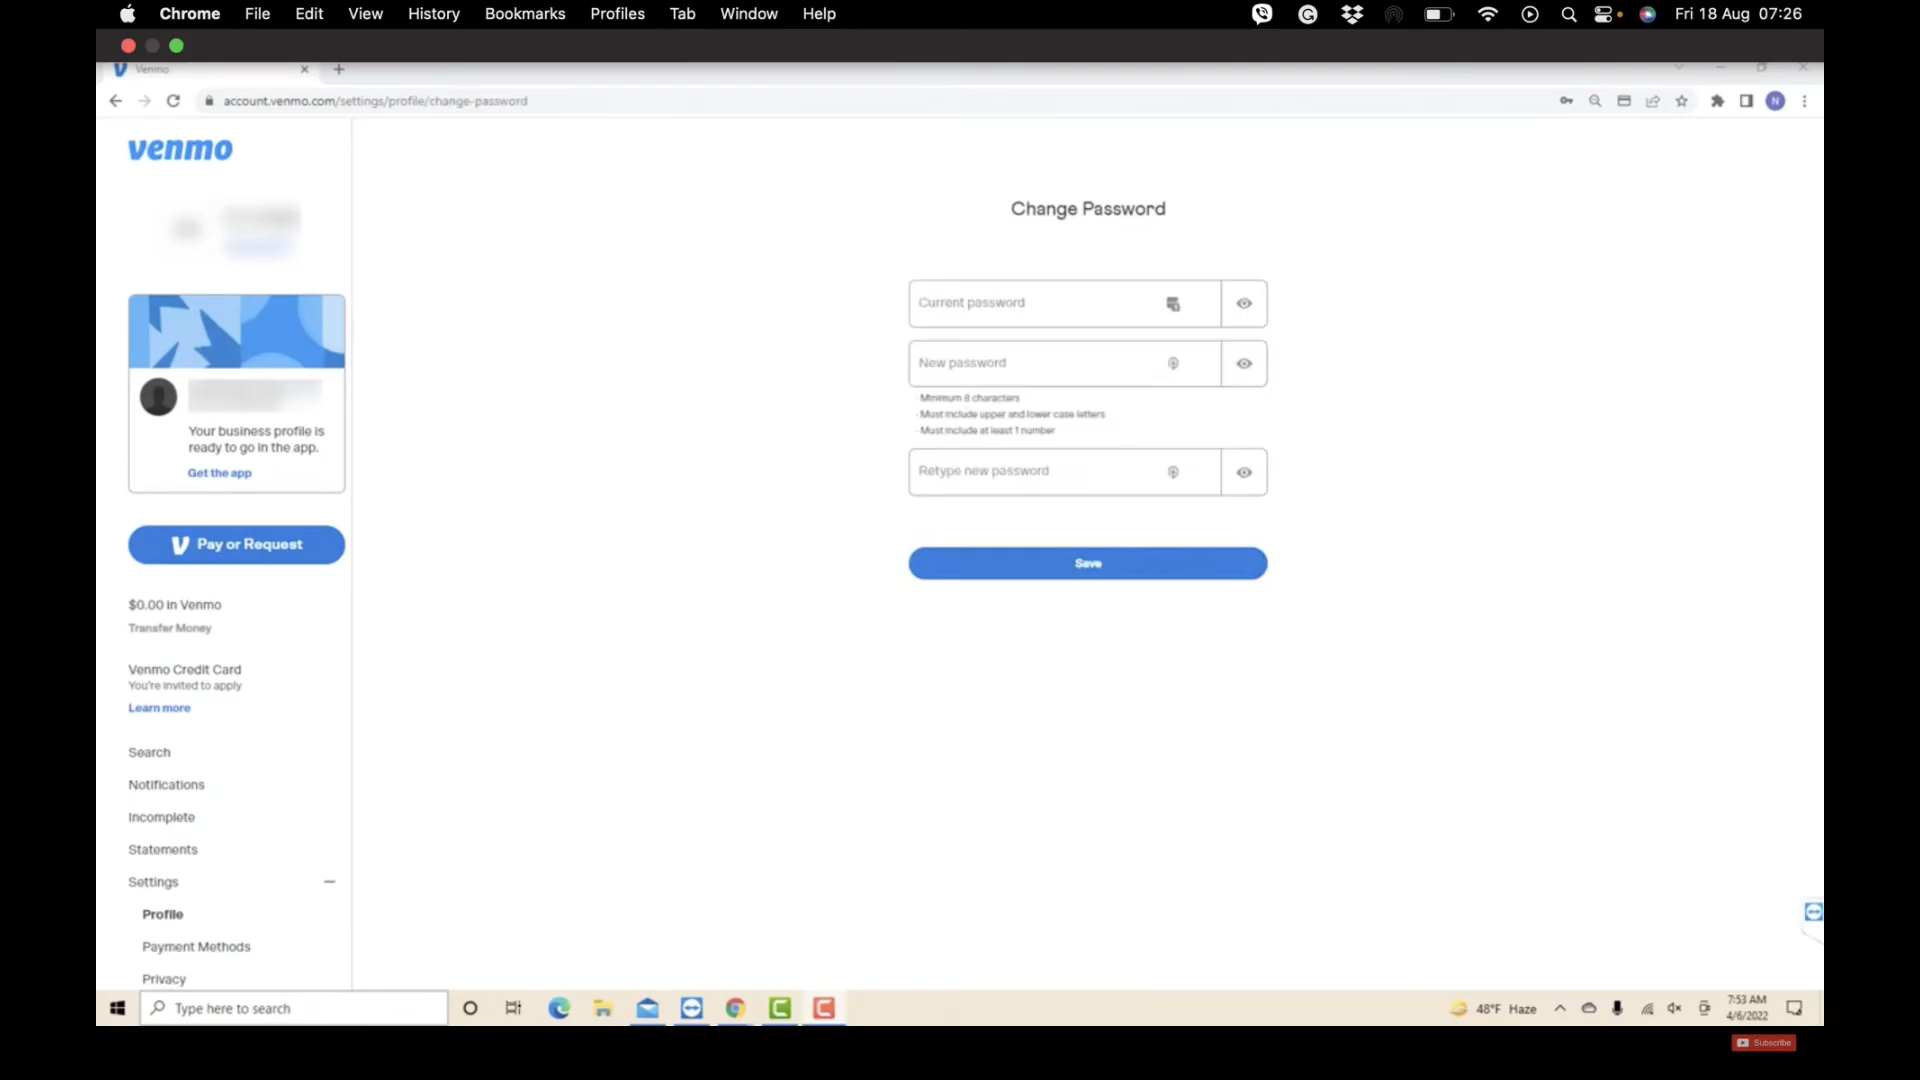 Chrome File Edit View History Bookmarks Profiles Tab Window Help Fri 18 Aug 07:26
Venmo
account.venmo.com/settings/profile/change-password N
venmo
Change Password
Current password
New password
· Minimum 8 characters
· Must include upper and lower case letters
· Must include at least 1 number
Retype new password
Save
Your business profile is
ready to go in the app.
Get the app
Pay or Request
$0.00 in Venmo
Transfer Money
Venmo Credit Card
You're invited to apply
Learn more
Search
Notifications
Incomplete
Statements
Settings
Profile
Payment Methods
Privacy
Type here to search
48°F Haze
7:53 AM
4/6/2022
Subscribe